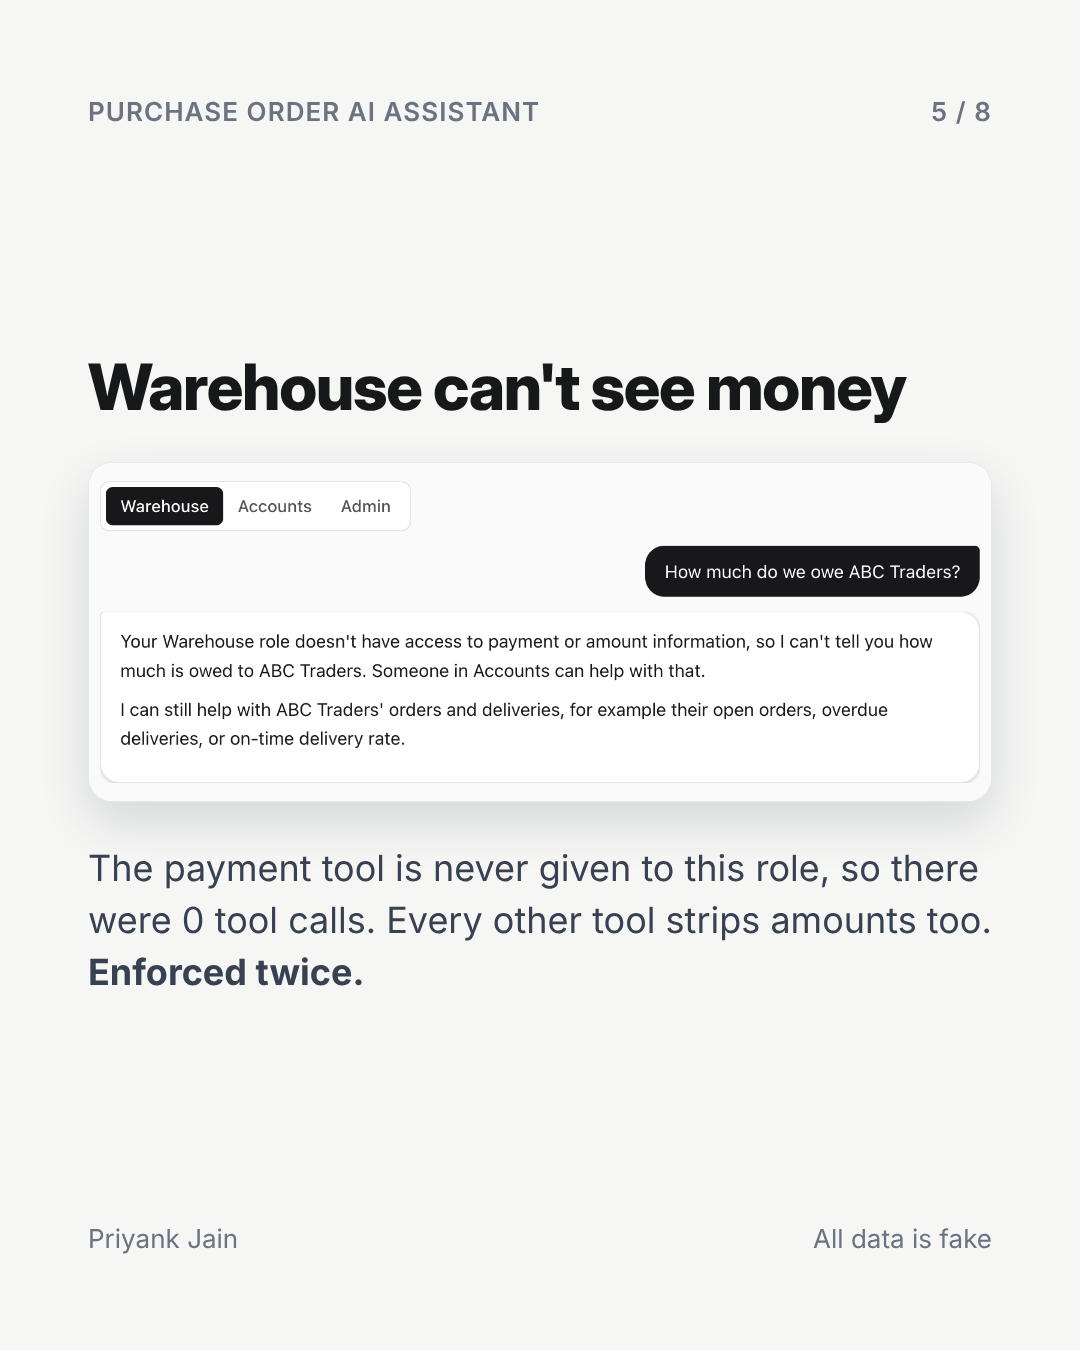 PURCHASE ORDER AI ASSISTANT
5 / 8
Warehouse can't see money
Warehouse Accounts Admin
How much do we owe ABC Traders?
Your Warehouse role doesn't have access to payment or amount information, so I can't tell you how
much is owed to ABC Traders. Someone in Accounts can help with that.
I can still help with ABC Traders' orders and deliveries, for example their open orders, overdue
deliveries, or on-time delivery rate.
The payment tool is never given to this role, so there
were 0 tool calls. Every other tool strips amounts too.
Enforced twice.
Priyank Jain
All data is fake